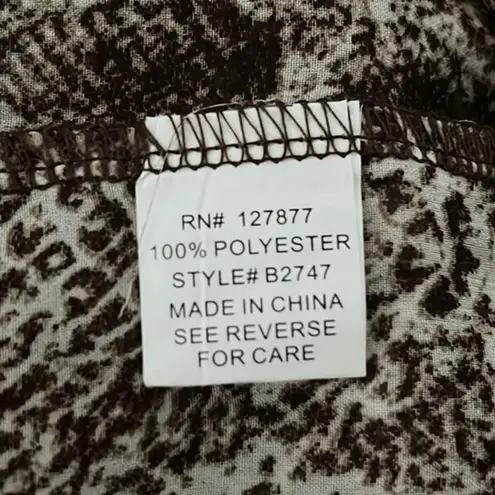 RN# 127877
100% POLYESTER
STYLE# B2747
MADE IN CHINA
SEE REVERSE
FOR CARE